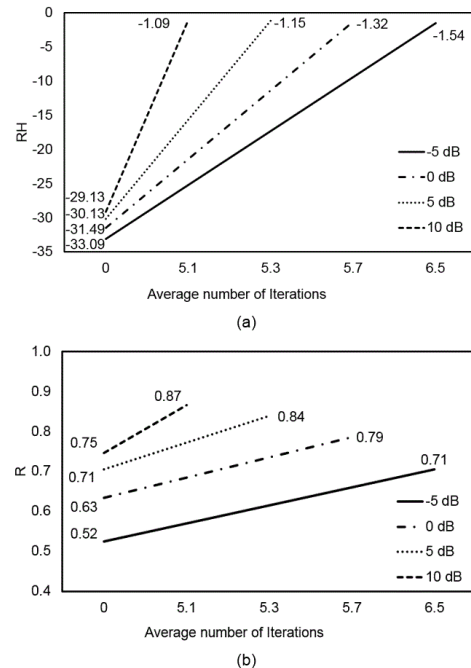 0
-5
-10
-15
-20
-25
-30
-35
RH
-1.09
-1.15
-1.32
-1.54
-29.13
-30.13
-31.49
-33.09
-5 dB
0 dB
5 dB
10 dB
0 5.1 5.3 5.7 6.5
Average number of Iterations
(a)
1.0
0.9
0.8
0.7
0.6
0.5
0.4
R
0.87
0.84
0.79
0.71
0.75
0.71
0.63
0.52
-5 dB
0 dB
5 dB
10 dB
0 5.1 5.3 5.7 6.5
Average number of Iterations
(b)